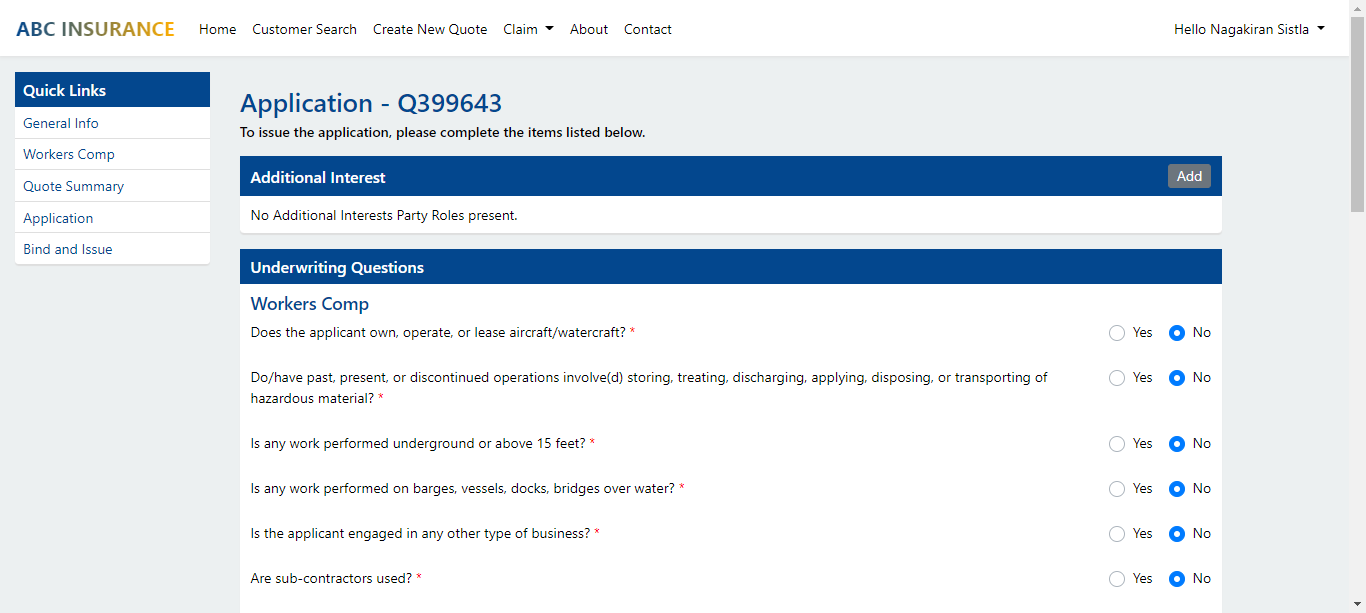 ABC INSURANCE Home Customer Search Create New Quote Claim About Contact Hello Nagakiran Sistla
Quick Links
General Info
Workers Comp
Quote Summary
Application
Bind and Issue
Application - Q399643
To issue the application, please complete the items listed below.
Additional Interest Add
No Additional Interests Party Roles present.
Underwriting Questions
Workers Comp
Does the applicant own, operate, or lease aircraft/watercraft? * Yes No
Do/have past, present, or discontinued operations involve(d) storing, treating, discharging, applying, disposing, or transporting of Yes No
hazardous material? *
Is any work performed underground or above 15 feet? * Yes No
Is any work performed on barges, vessels, docks, bridges over water? * Yes No
Is the applicant engaged in any other type of business? * Yes No
Are sub-contractors used? * Yes No